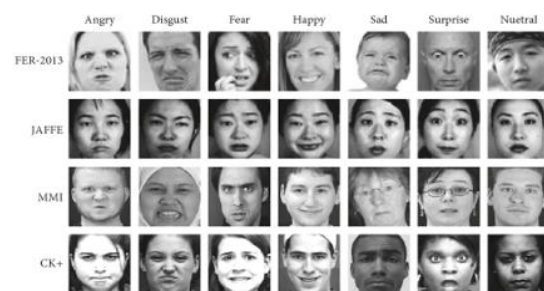 Angry Disgust Fear Happy Sad Surprise Nuetral
FER-2013
JAFFE
MMI
CK+